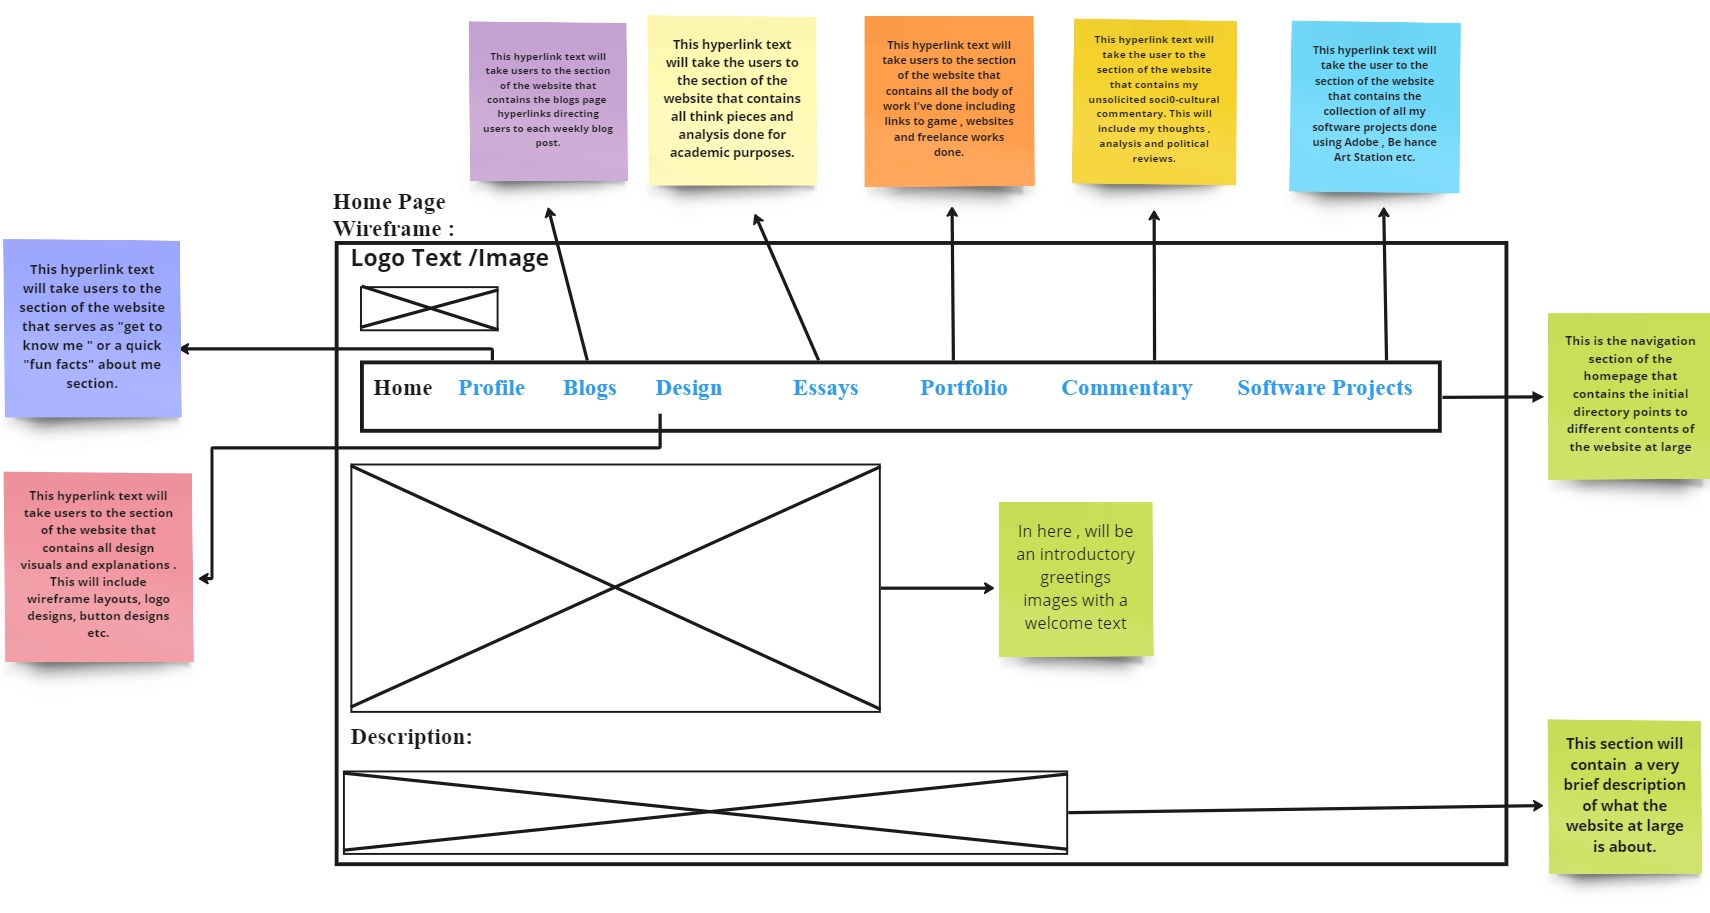 This hyperlink text will
take users to the section
of the website that
contains the blogs page
hyperlinks directing
users to each weekly blog
post.
This hyperlink text
will take the users to
the section of the
website that contains
all think pieces and
analysis done for
academic purposes.
This hyperlink text will
take users to the section
of the website that
contains all the body of
work I've done including
links to game , websites
and freelance works
done.
This hyperlink text will
take the user to the
section of the website
that contains my
unsolicited soci0-cultural
commentary. This will
include my thoughts ,
analysis and political
reviews.
This hyperlink text will
take the user to the
section of the website
that contains the
collection of all my
software projects done
using Adobe , Be hance
Art Station etc.
Home Page
Wireframe :
Logo Text /Image
This hyperlink text
will take users to the
section of the website
that serves as "get to
know me " or a quick
"fun facts" about me
section.
Home Profile Blogs Design Essays Portfolio Commentary Software Projects
This is the navigation
section of the
homepage that
contains the initial
directory points to
different contents of
the website at large
This hyperlink text will
take users to the section
of the website that
contains all design
visuals and explanations .
This will include
wireframe layouts, logo
designs, button designs
etc.
In here , will be
an introductory
greetings
images with a
welcome text
Description:
This section will
contain  a very
brief description
of what the
website at large
is about.